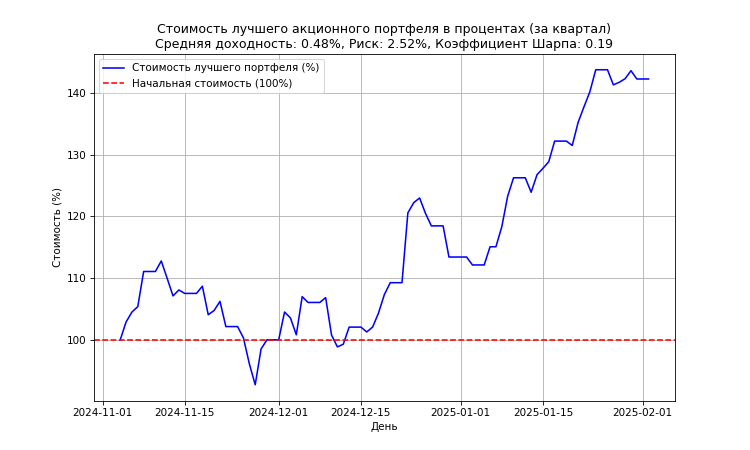 Стоимость лучшего акционного портфеля в процентах (за квартал)
Средняя доходность: 0.48%, Риск: 2.52%, Коэффициент Шарпа: 0.19
Стоимость лучшего портфеля (%)
Начальная стоимость (100%)
Стоимость (%)
140
130
120
110
100
2024-11-01
2024-11-15
2024-12-01
2024-12-15
2025-01-01
2025-01-15
2025-02-01
День